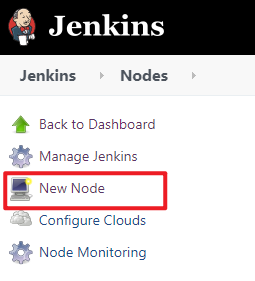 Jenkins
Jenkins Nodes
Back to Dashboard
Manage Jenkins
New Node
Configure Clouds
Node Monitoring